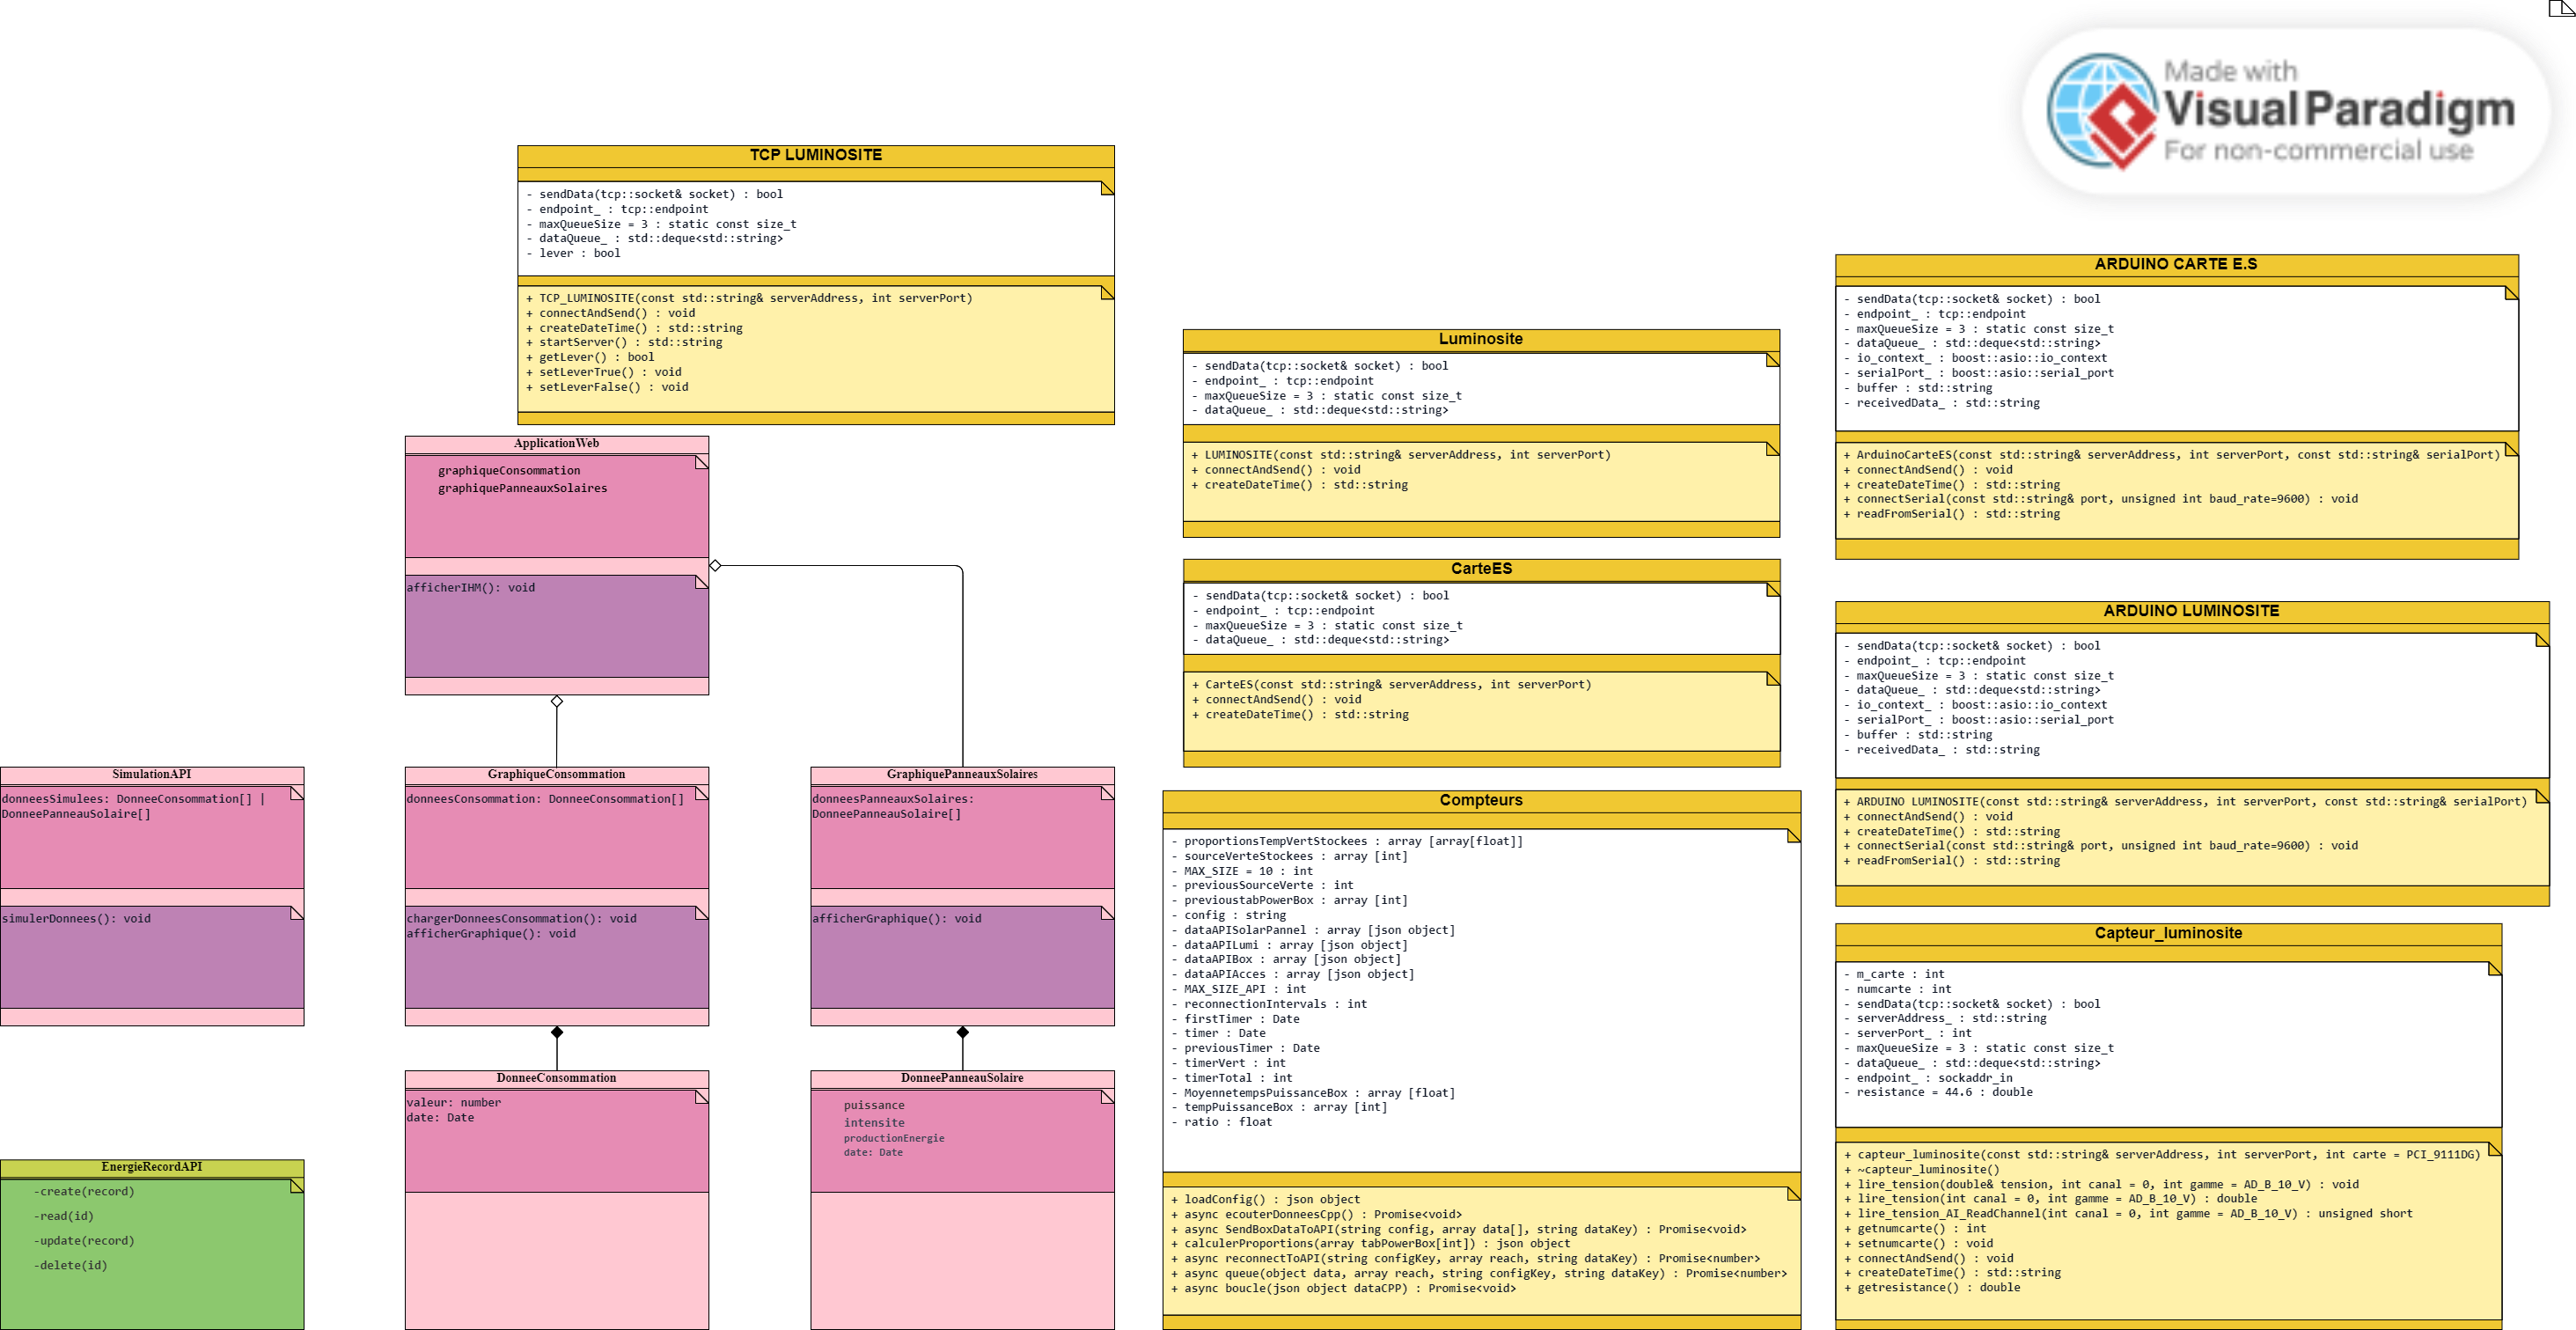 Made with
Visual Paradigm
For non-commercial use
TCP LUMINOSITE
- sendData(tcp::socket& socket) : bool
- endpoint_ : tcp::endpoint
- maxQueueSize = 3 : static const size_t
- dataQueue_ : std::deque<std::string>
- lever : bool
+ TCP_LUMINOSITE(const std::string& serverAddress, int serverPort)
+ connectAndSend() : void
+ createDateTime() : std::string
+ startServer() : std::string
+ getLever() : bool
+ setLeverTrue() : void
+ setLeverFalse() : void
ApplicationWeb
graphiqueConsommation
graphiquePanneauxSolaires
afficherIHM(): void
SimulationAPI
donneesSimulees: DonneeConsommation[] |
DonneePanneauSolaire[]
simulerDonnees(): void
GraphiqueConsommation
donneesConsommation: DonneeConsommation[]
chargerDonneesConsommation(): void
afficherGraphique(): void
GraphiquePanneauxSolaires
donneesPanneauxSolaires:
DonneePanneauSolaire[]
afficherGraphique(): void
DonneeConsommation
valeur: number
date: Date
DonneePanneauSolaire
puissance
intensite
productionEnergie
date: Date
EnergieRecordAPI
-create(record)
-read(id)
-update(record)
-delete(id)
Luminosite
- sendData(tcp::socket& socket) : bool
- endpoint_ : tcp::endpoint
- maxQueueSize = 3 : static const size_t
- dataQueue_ : std::deque<std::string>
+ LUMINOSITE(const std::string& serverAddress, int serverPort)
+ connectAndSend() : void
+ createDateTime() : std::string
CarteES
- sendData(tcp::socket& socket) : bool
- endpoint_ : tcp::endpoint
- maxQueueSize = 3 : static const size_t
- dataQueue_ : std::deque<std::string>
+ CarteES(const std::string& serverAddress, int serverPort)
+ connectAndSend() : void
+ createDateTime() : std::string
Compteurs
- proportionsTempVertStockees : array [array[float]]
- sourceVerteStockees : array [int]
- MAX_SIZE = 10 : int
- previousSourceVerte : int
- previoustabPowerBox : array [int]
- config : string
- dataAPISolarPannel : array [json object]
- dataAPILumi : array [json object]
- dataAPIBox : array [json object]
- dataAPIAcces : array [json object]
- MAX_SIZE_API : int
- reconnectionIntervals : int
- firstTimer : Date
- timer : Date
- previousTimer : Date
- timerVert : int
- timerTotal : int
- MoyennetempsPuissanceBox : array [float]
- tempPuissanceBox : array [int]
- ratio : float
+ loadConfig() : json object
+ async ecouterDonneesCpp() : Promise<void>
+ async SendBoxDataToAPI(string config, array data[], string dataKey) : Promise<void>
+ calculerProportions(array tabPowerBox[int]) : json object
+ async reconnectToAPI(string configKey, array reach, string dataKey) : Promise<number>
+ async queue(object data, array reach, string configKey, string dataKey) : Promise<number>
+ async boucle(json object dataCPP) : Promise<void>
ARDUINO CARTE E.S
- sendData(tcp::socket& socket) : bool
- endpoint_ : tcp::endpoint
- maxQueueSize = 3 : static const size_t
- dataQueue_ : std::deque<std::string>
- io_context_ : boost::asio::io_context
- serialPort_ : boost::asio::serial_port
- buffer : std::string
- receivedData_ : std::string
+ ArduinoCarteES(const std::string& serverAddress, int serverPort, const std::string& serialPort)
+ connectAndSend() : void
+ createDateTime() : std::string
+ connectSerial(const std::string& port, unsigned int baud_rate=9600) : void
+ readFromSerial() : std::string
ARDUINO LUMINOSITE
- sendData(tcp::socket& socket) : bool
- endpoint_ : tcp::endpoint
- maxQueueSize = 3 : static const size_t
- dataQueue_ : std::deque<std::string>
- io_context_ : boost::asio::io_context
- serialPort_ : boost::asio::serial_port
- buffer : std::string
- receivedData_ : std::string
+ ARDUINO LUMINOSITE(const std::string& serverAddress, int serverPort, const std::string& serialPort)
+ connectAndSend() : void
+ createDateTime() : std::string
+ connectSerial(const std::string& port, unsigned int baud_rate=9600) : void
+ readFromSerial() : std::string
Capteur_luminosite
- m_carte : int
- numcarte : int
- sendData(tcp::socket& socket) : bool
- serverAddress_ : std::string
- serverPort_ : int
- maxQueueSize = 3 : static const size_t
- dataQueue_ : std::deque<std::string>
- endpoint_ : sockaddr_in
- resistance = 44.6 : double
+ capteur_luminosite(const std::string& serverAddress, int serverPort, int carte = PCI_9111DG)
+ ~capteur_luminosite()
+ lire_tension(double& tension, int canal = 0, int gamme = AD_B_10_V) : void
+ lire_tension(int canal = 0, int gamme = AD_B_10_V) : double
+ lire_tension_AI_ReadChannel(int canal = 0, int gamme = AD_B_10_V) : unsigned short
+ getnumcarte() : int
+ setnumcarte() : void
+ connectAndSend() : void
+ createDateTime() : std::string
+ getresistance() : double